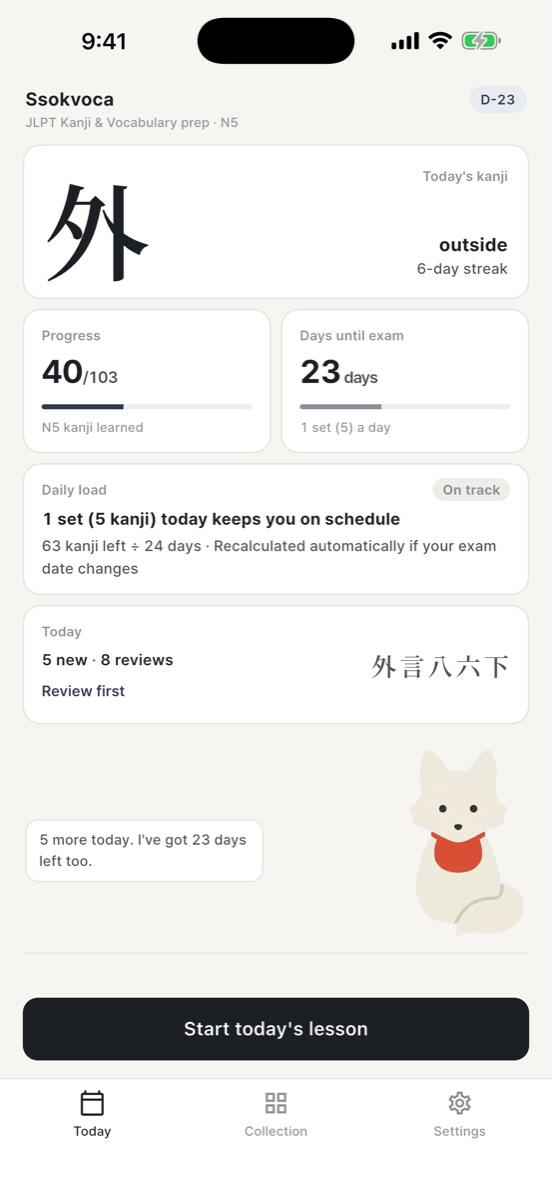 9:41
Ssokvoca
D-23
JLPT Kanji & Vocabulary prep · N5
外
Today's kanji
outside
6-day streak
Progress
40/103
N5 kanji learned
Days until exam
23 days
1 set (5) a day
Daily load
On track
1 set (5 kanji) today keeps you on schedule
63 kanji left ÷ 24 days · Recalculated automatically if your exam
date changes
Today
5 new · 8 reviews
Review first
外言八六下
5 more today. I've got 23 days
left too.
Start today's lesson
Today
Collection
Settings